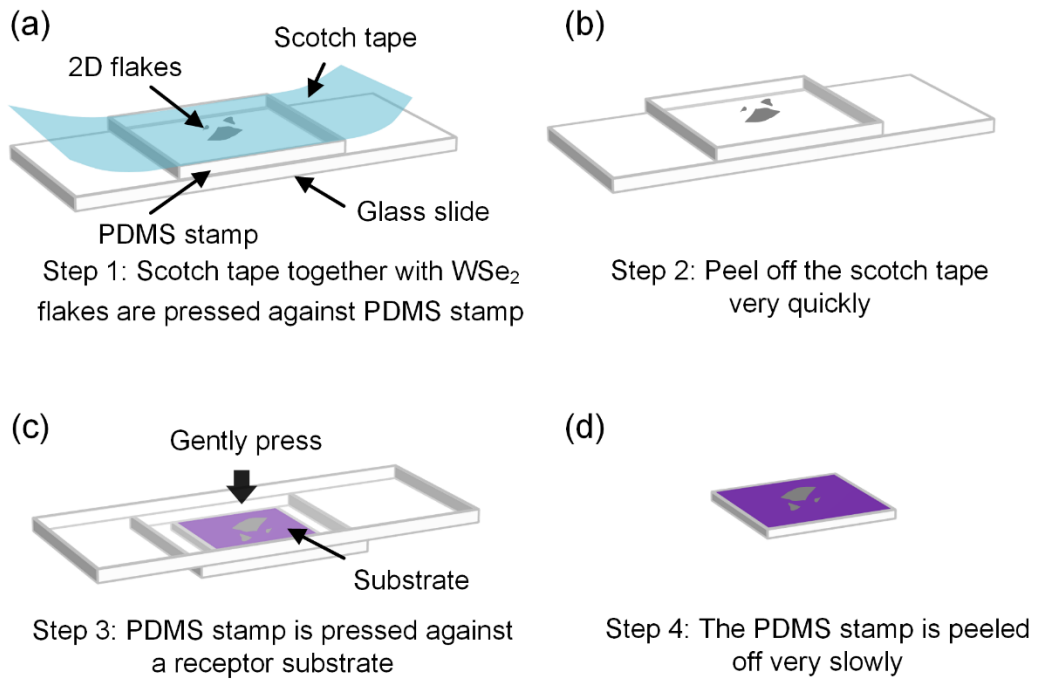 (a)
Scotch tape
2D flakes
Glass slide
PDMS stamp
Step 1: Scotch tape together with WSe₂
flakes are pressed against PDMS stamp
(b)
Step 2: Peel off the scotch tape
very quickly
(c)
Gently press
Substrate
Step 3: PDMS stamp is pressed against
a receptor substrate
(d)
Step 4: The PDMS stamp is peeled
off very slowly